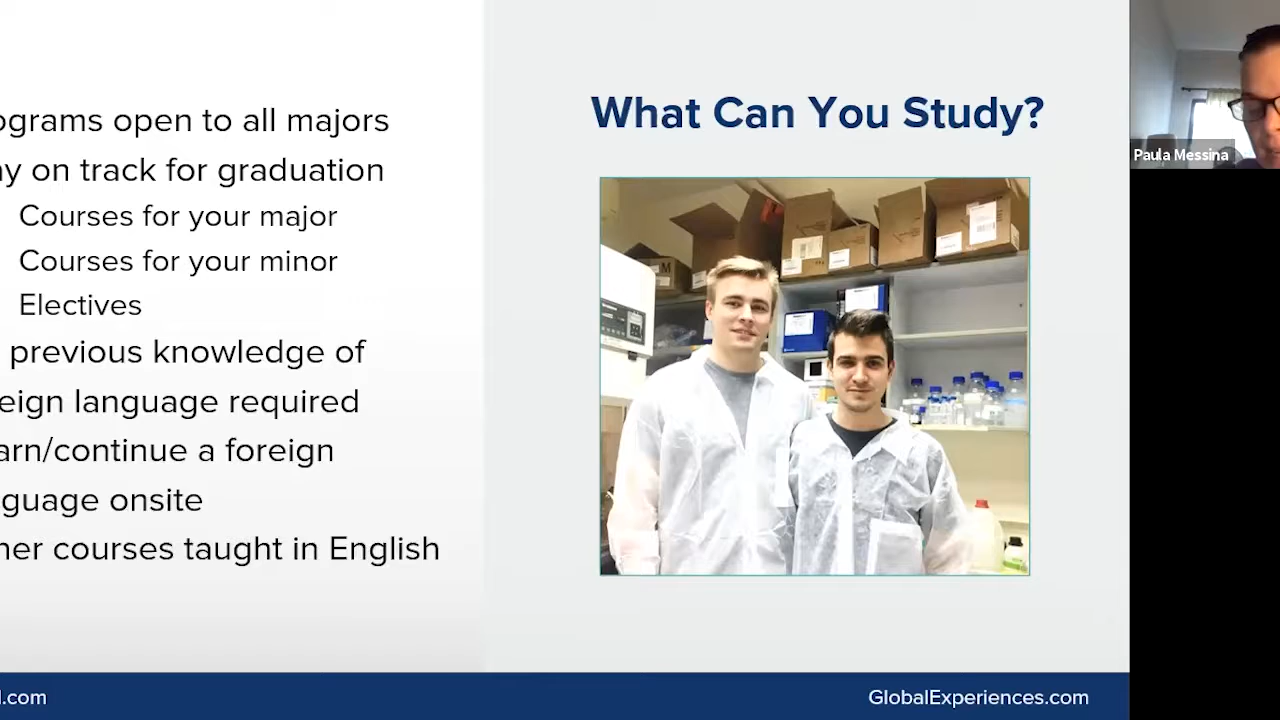 ograms open to all majors
y on track for graduation
Courses for your major
Courses for your minor
Electives
previous knowledge of
eign language required
arn/continue a foreign
guage onsite
her courses taught in English
.com
What Can You Study?
M
GlobalExperiences.com
Paula Messina